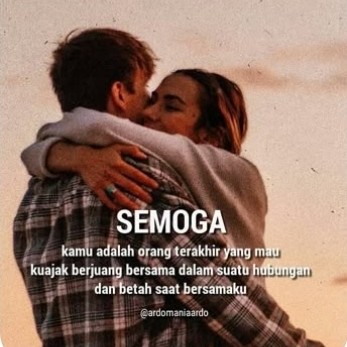 SEMOGA
kamu adalah orang terakhir yang mau
kuajak berjuang bersama dalam suatu hubungan
dan betah saat bersamaku
@ardomaniaardo